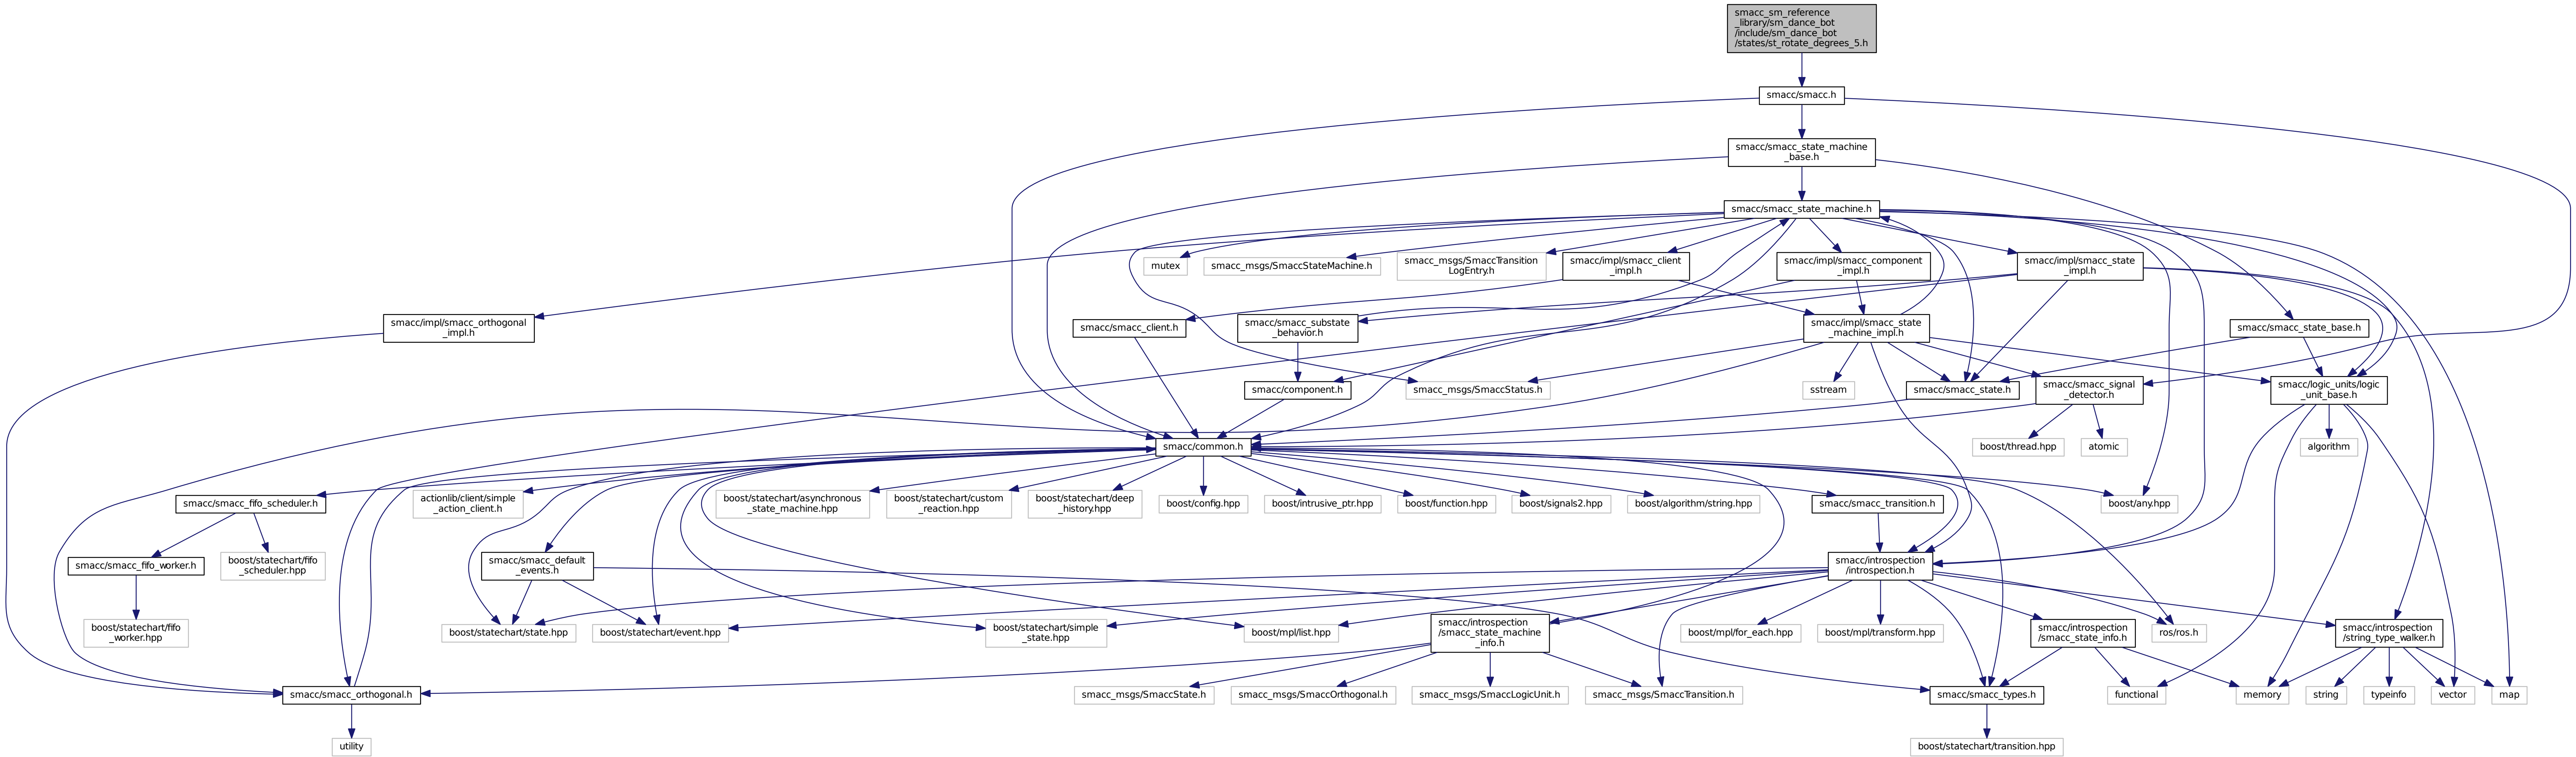 smacc_sm_reference
_library/sm_dance_bot
/include/sm_dance_bot
/states/st_rotate_degrees_5.h
smacc/smacc.h
smacc/smacc_state_machine
_base.h
smacc/smacc_state_machine.h
mutex
smacc_msgs/SmaccStateMachine.h
smacc_msgs/SmaccTransition
LogEntry.h
smacc/impl/smacc_client
_impl.h
smacc/impl/smacc_component
_impl.h
smacc/impl/smacc_state
_impl.h
smacc/impl/smacc_orthogonal
_impl.h
smacc/smacc_client.h
smacc/smacc_substate
_behavior.h
smacc/impl/smacc_state
_machine_impl.h
smacc/smacc_state_base.h
smacc/component.h
smacc_msgs/SmaccStatus.h
sstream
smacc/smacc_state.h
smacc/smacc_signal
_detector.h
smacc/logic_units/logic
_unit_base.h
smacc/common.h
boost/thread.hpp
atomic
algorithm
smacc/smacc_fifo_scheduler.h
actionlib/client/simple
_action_client.h
boost/statechart/asynchronous
_state_machine.hpp
boost/statechart/custom
_reaction.hpp
boost/statechart/deep
_history.hpp
boost/config.hpp
boost/intrusive_ptr.hpp
boost/function.hpp
boost/signals2.hpp
boost/algorithm/string.hpp
smacc/smacc_transition.h
boost/any.hpp
smacc/smacc_fifo_worker.h
boost/statechart/fifo
_scheduler.hpp
smacc/smacc_default
_events.h
smacc/introspection
/introspection.h
boost/statechart/fifo
_worker.hpp
boost/statechart/state.hpp
boost/statechart/event.hpp
boost/statechart/simple
_state.hpp
boost/mpl/list.hpp
smacc/introspection
/smacc_state_machine
_info.h
boost/mpl/for_each.hpp
boost/mpl/transform.hpp
smacc/introspection
/smacc_state_info.h
ros/ros.h
smacc/introspection
/string_type_walker.h
smacc/smacc_orthogonal.h
smacc_msgs/SmaccState.h
smacc_msgs/SmaccOrthogonal.h
smacc_msgs/SmaccLogicUnit.h
smacc_msgs/SmaccTransition.h
smacc/smacc_types.h
functional
memory
string
typeinfo
vector
map
utility
boost/statechart/transition.hpp